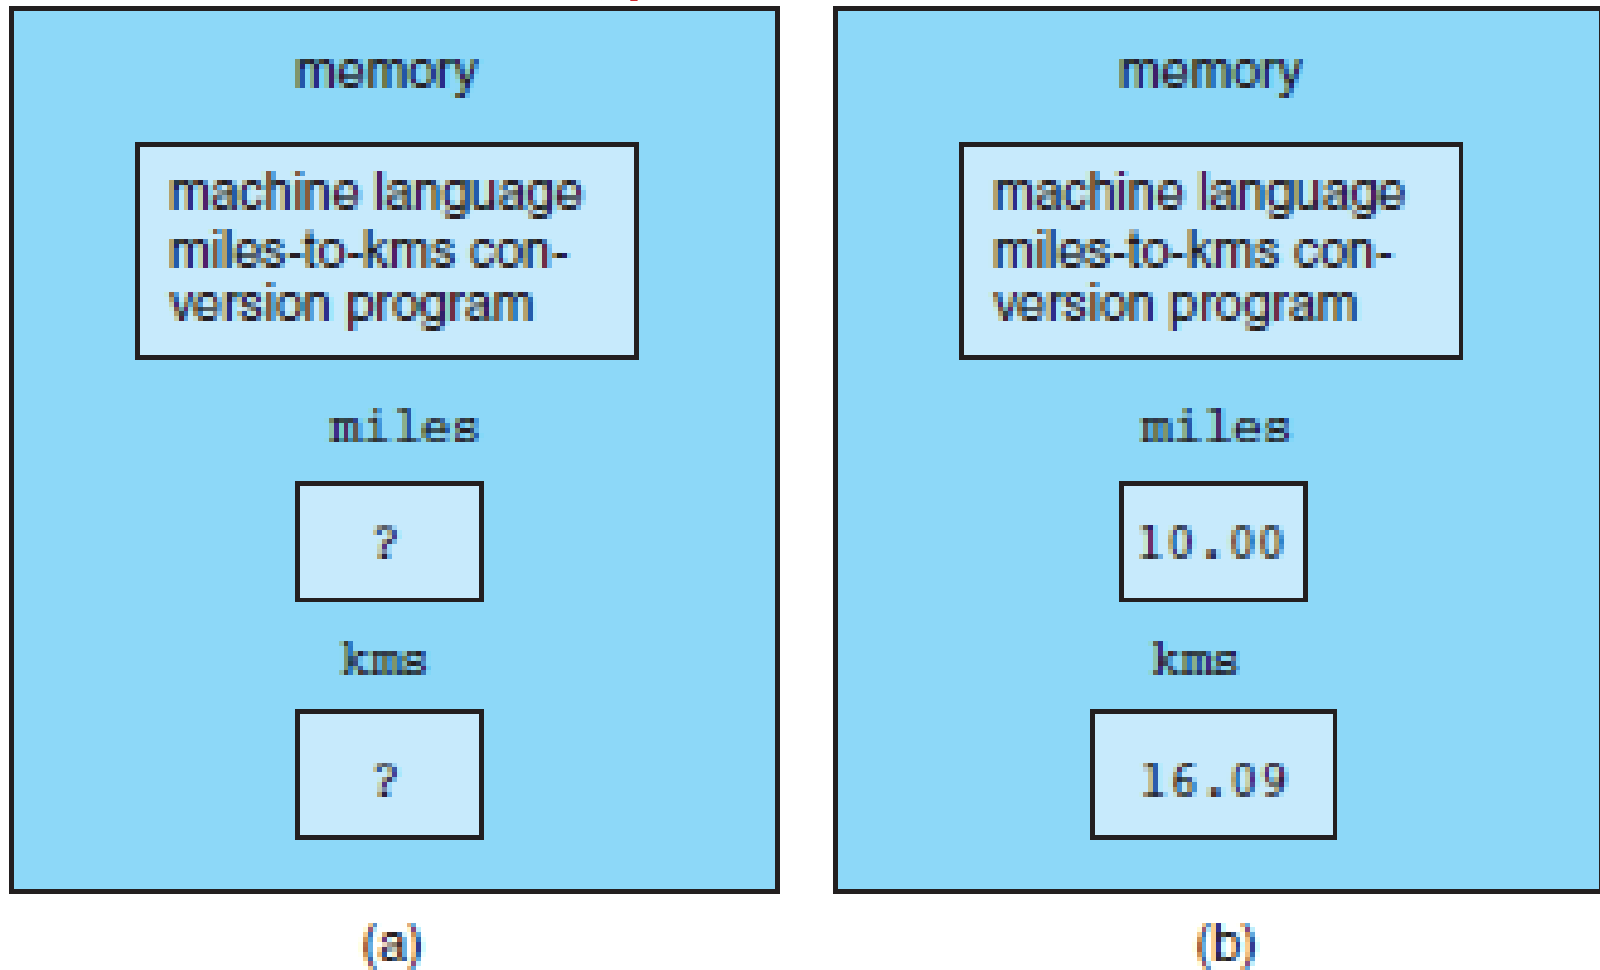 memory
machine language
miles-to-kms con-
version program
miles
?
kms
?
(a)
memory
machine language
miles-to-kms con-
version program
miles
10.00
kms
16.09
(b)